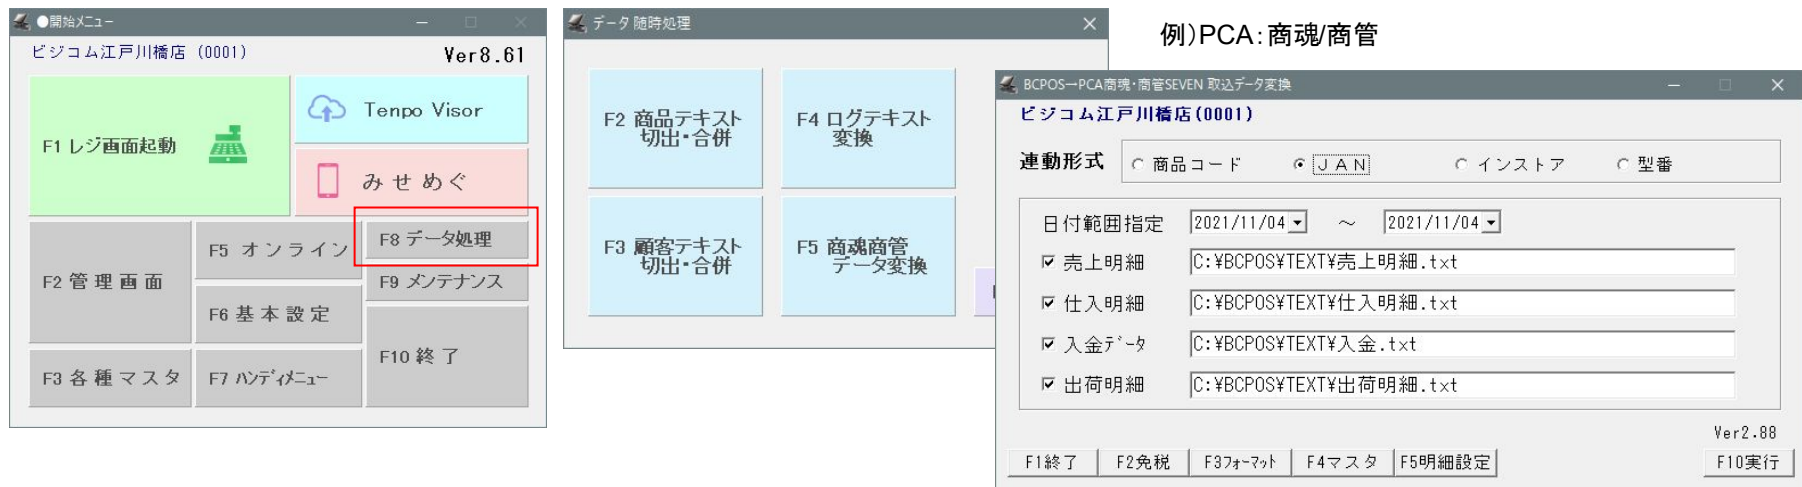 ●開始メニュー
ビジコム江戸川橋店 (0001)
Ver8.61
F1 レジ画面起動
Tenpo Visor
みせめぐ
F2 管理画面
F5 オンライン
F8 データ処理
F9 メンテナンス
F6 基本設定
F10 終了
F3 各種マスタ
F7 ハンディメニュー
データ随時処理
F2 商品テキスト
切出・合併
F4 ログテキスト
変換
F3 顧客テキスト
切出・合併
F5 商魂商管
データ変換
例)PCA:商魂/商管
BCPOS→PCA商魂・商管SEVEN 取込データ変換
ビジコム江戸川橋店(0001)
連動形式
商品コード
JAN
インストア
型番
日付範囲指定 2021/11/04 ～ 2021/11/04
売上明細 C:¥BCPOS¥TEXT¥売上明細.txt
仕入明細 C:¥BCPOS¥TEXT¥仕入明細.txt
入金ﾃﾞｰﾀ C:¥BCPOS¥TEXT¥入金.txt
出荷明細 C:¥BCPOS¥TEXT¥出荷明細.txt
Ver2.88
F1終了 F2免税 F3ﾌｫｰﾏｯﾄ F4マスタ F5明細設定 F10実行